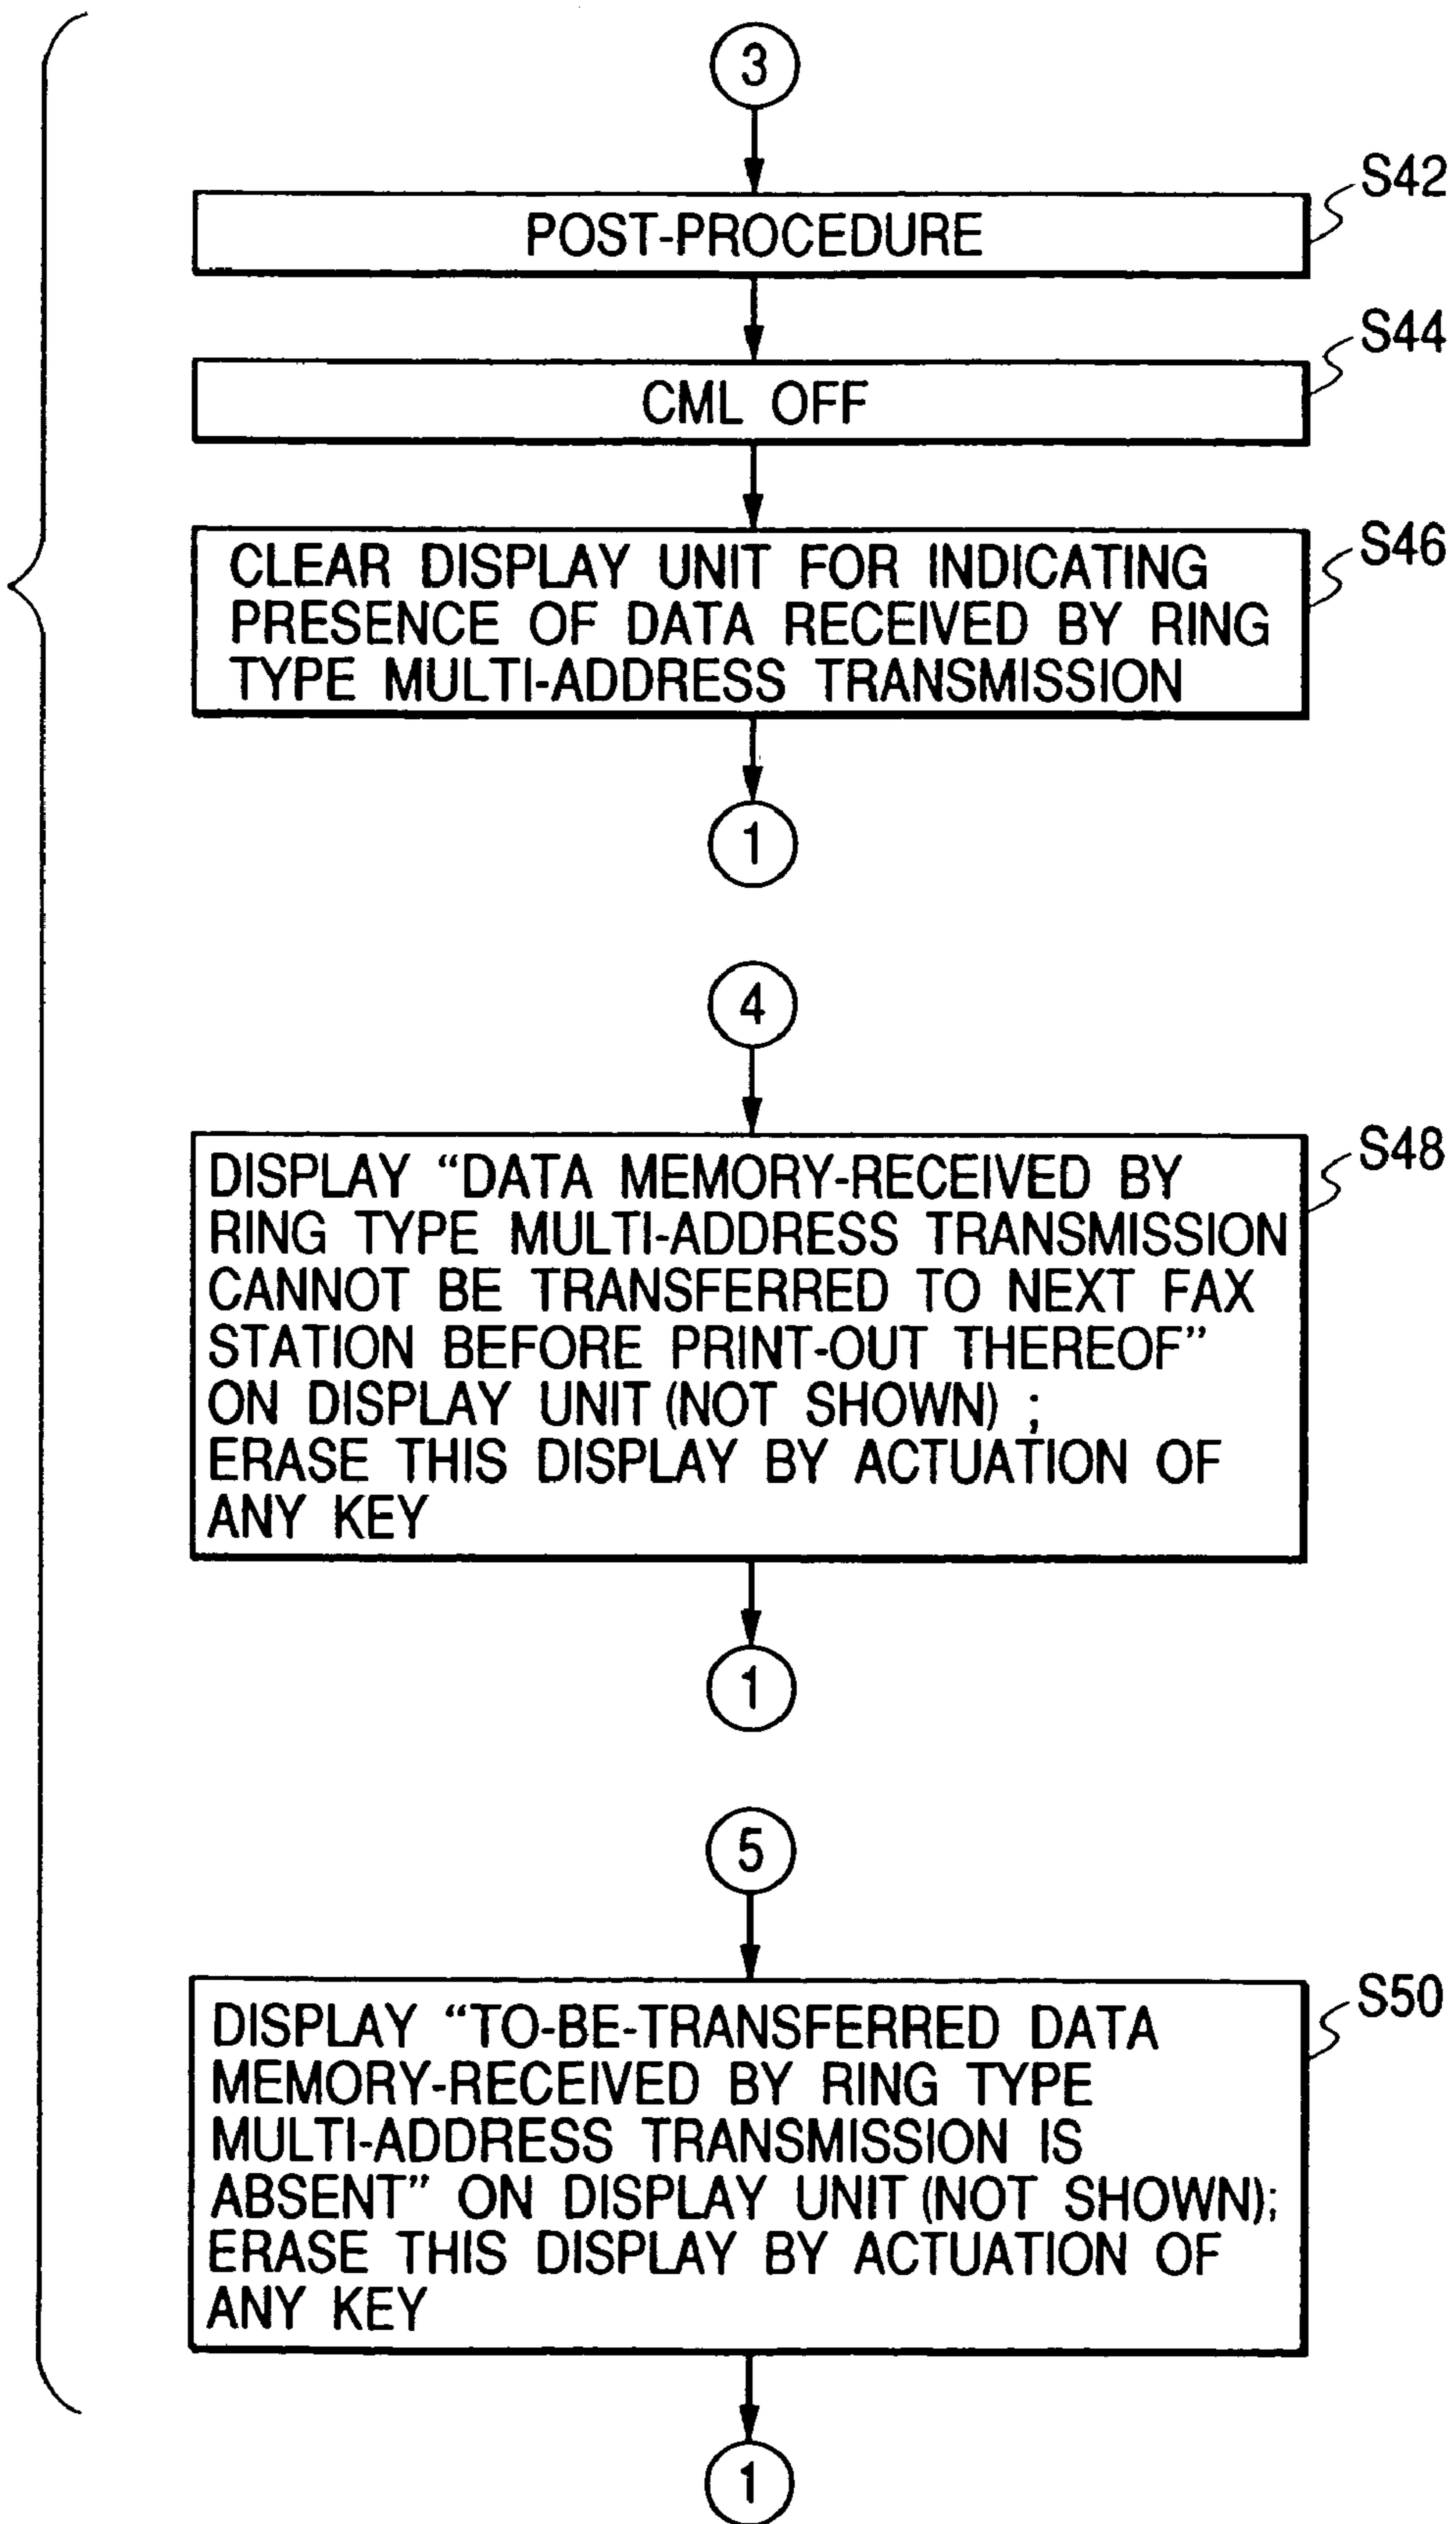 3
S42
POST-PROCEDURE
S44
CML OFF
S46
CLEAR DISPLAY UNIT FOR INDICATING
PRESENCE OF DATA RECEIVED BY RING
TYPE MULTI-ADDRESS TRANSMISSION
1
4
S48
DISPLAY “DATA MEMORY-RECEIVED BY
RING TYPE MULTI-ADDRESS TRANSMISSION
CANNOT BE TRANSFERRED TO NEXT FAX
STATION BEFORE PRINT-OUT THEREOF”
ON DISPLAY UNIT (NOT SHOWN) ;
ERASE THIS DISPLAY BY ACTUATION OF
ANY KEY
1
5
S50
DISPLAY “TO-BE-TRANSFERRED DATA
MEMORY-RECEIVED BY RING TYPE
MULTI-ADDRESS TRANSMISSION IS
ABSENT” ON DISPLAY UNIT (NOT SHOWN);
ERASE THIS DISPLAY BY ACTUATION OF
ANY KEY
1